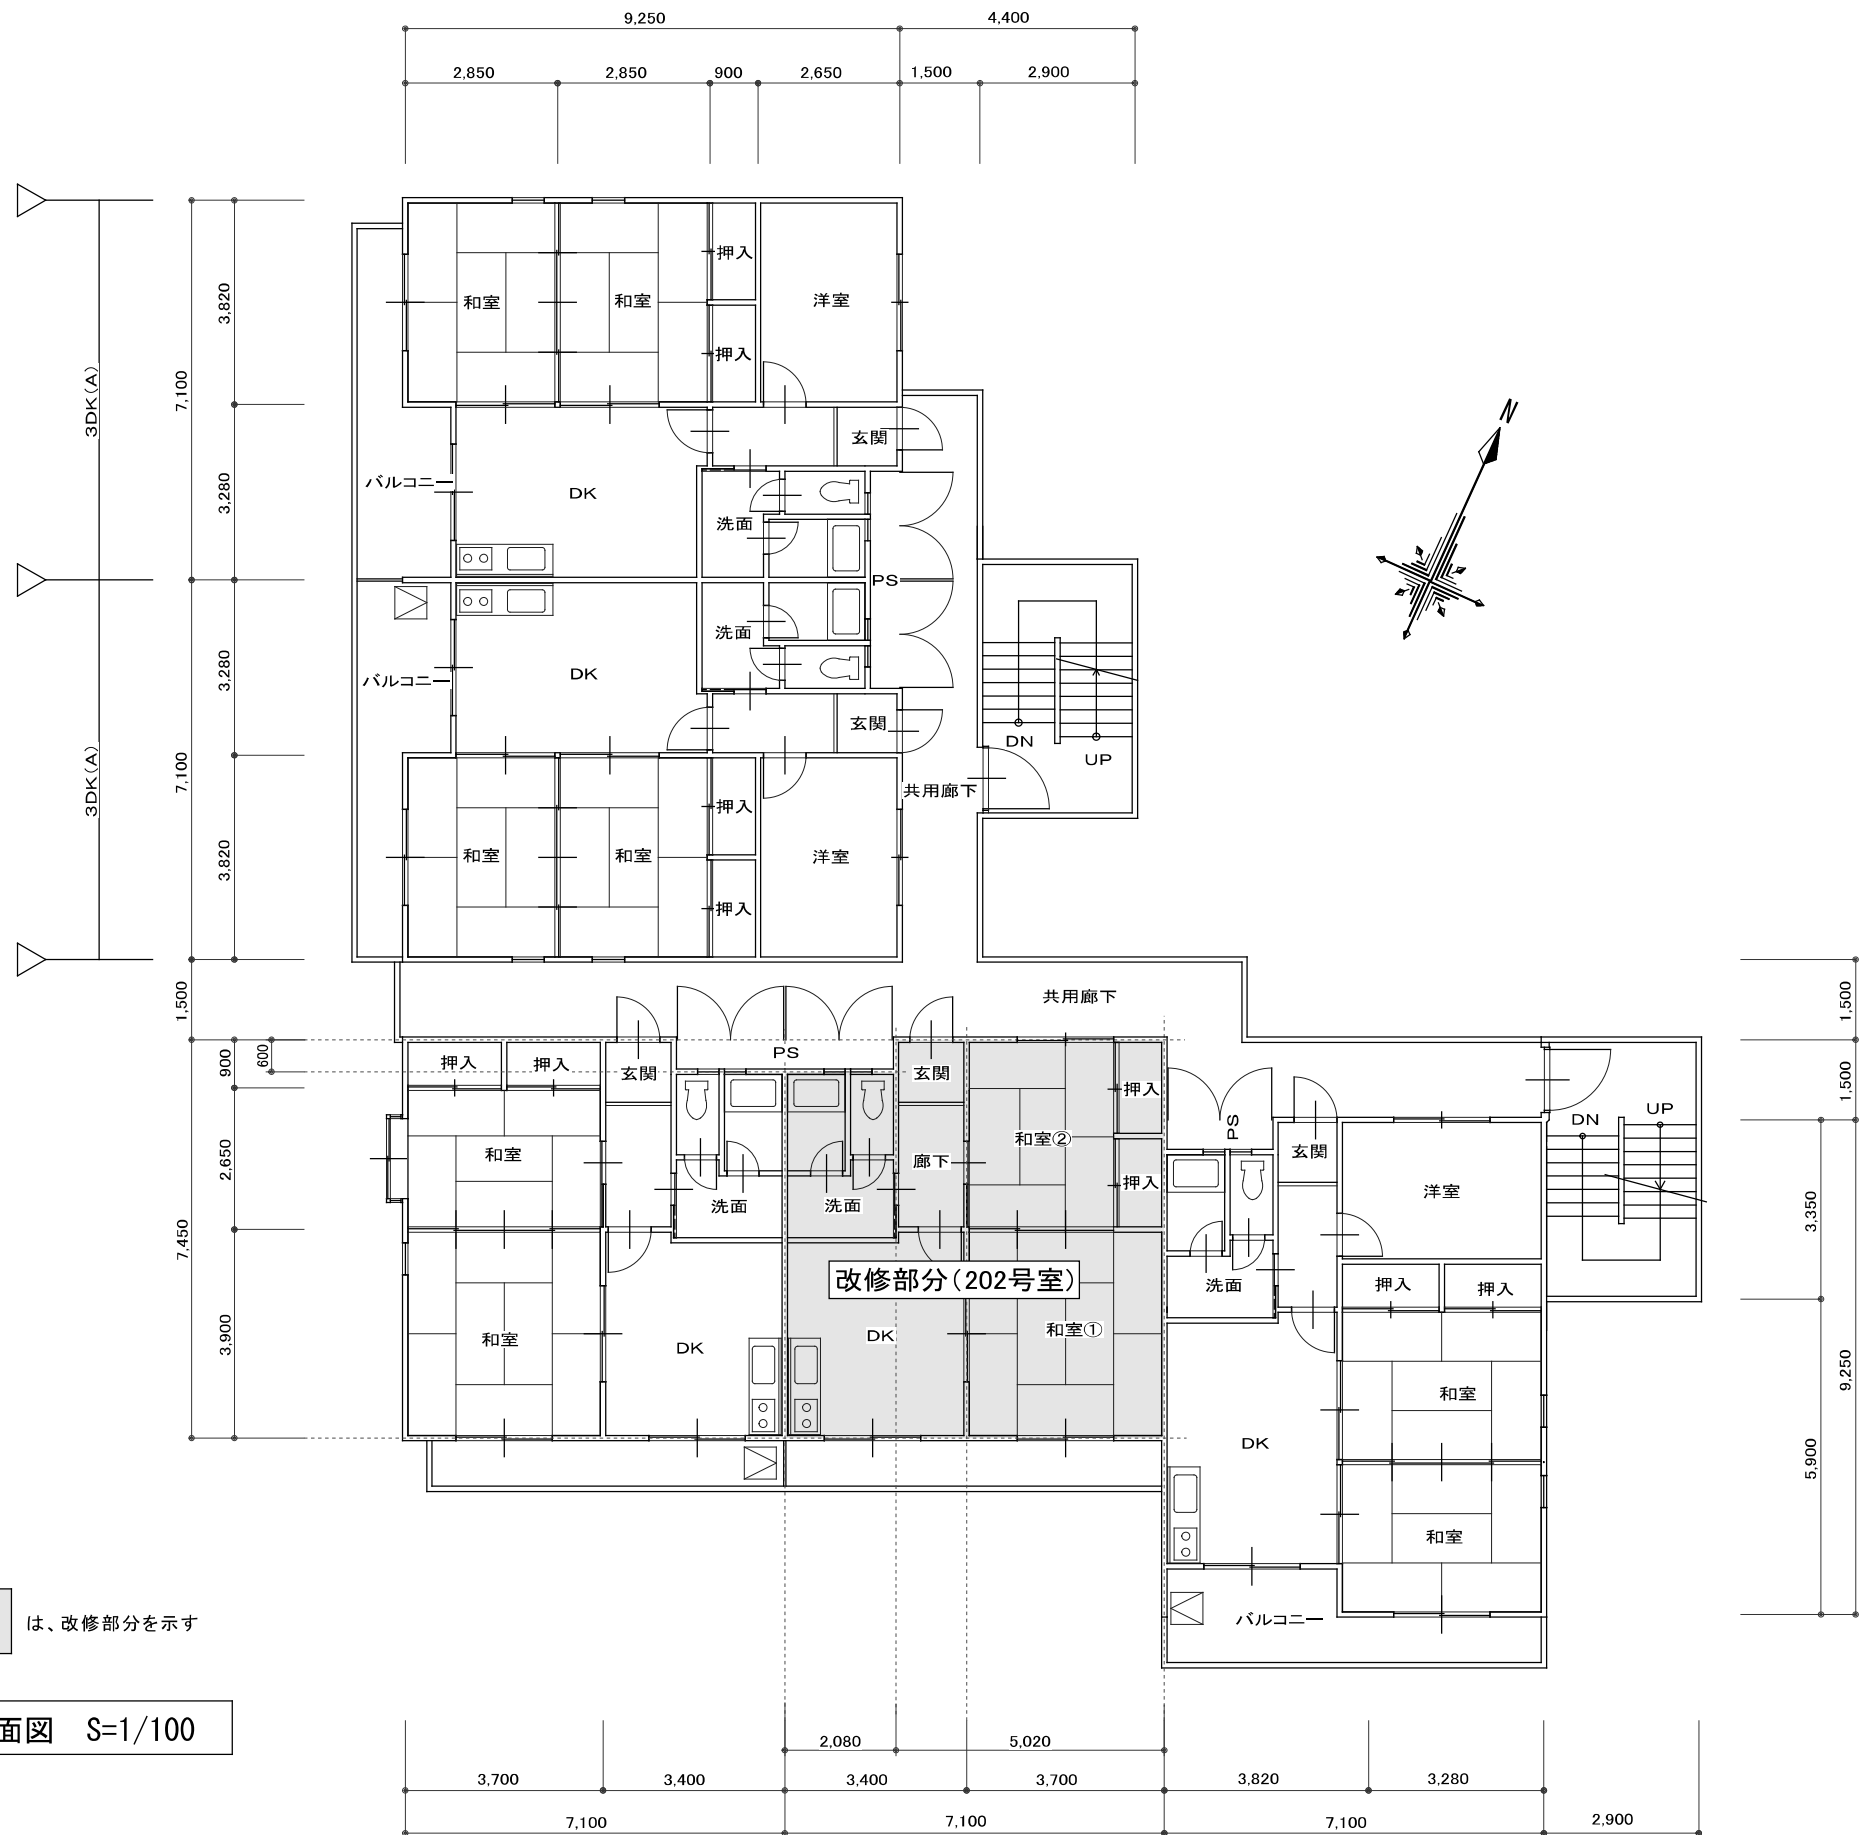 9,250 4,400
2,850 2,850 900 2,650 1,500 2,900
N
3DK(A)
7,100
3,820
3,280
和室 和室 押入 洋室
押入
玄関
バルコニー DK
洗面
PS
3DK(A)
7,100
3,280
3,820
洗面
バルコニー DK
玄関
DN
UP
共用廊下
押入
和室 和室 洋室
押入
1,500
共用廊下
1,500
1,500
900
600
2,650
7,450
3,900
押入 押入 玄関 PS 玄関
和室
洗面 洗面
廊下
和室②
押入
押入
PS
玄関
DN UP
洋室
3,350
9,250
5,900
改修部分(202号室)
洗面
押入 押入
和室 DK DK 和室①
和室
DK
和室
バルコニー
は、改修部分を示す
面図 S=1/100
2,080 5,020
3,700 3,400 3,400 3,700 3,820 3,280
7,100 7,100 7,100 2,900